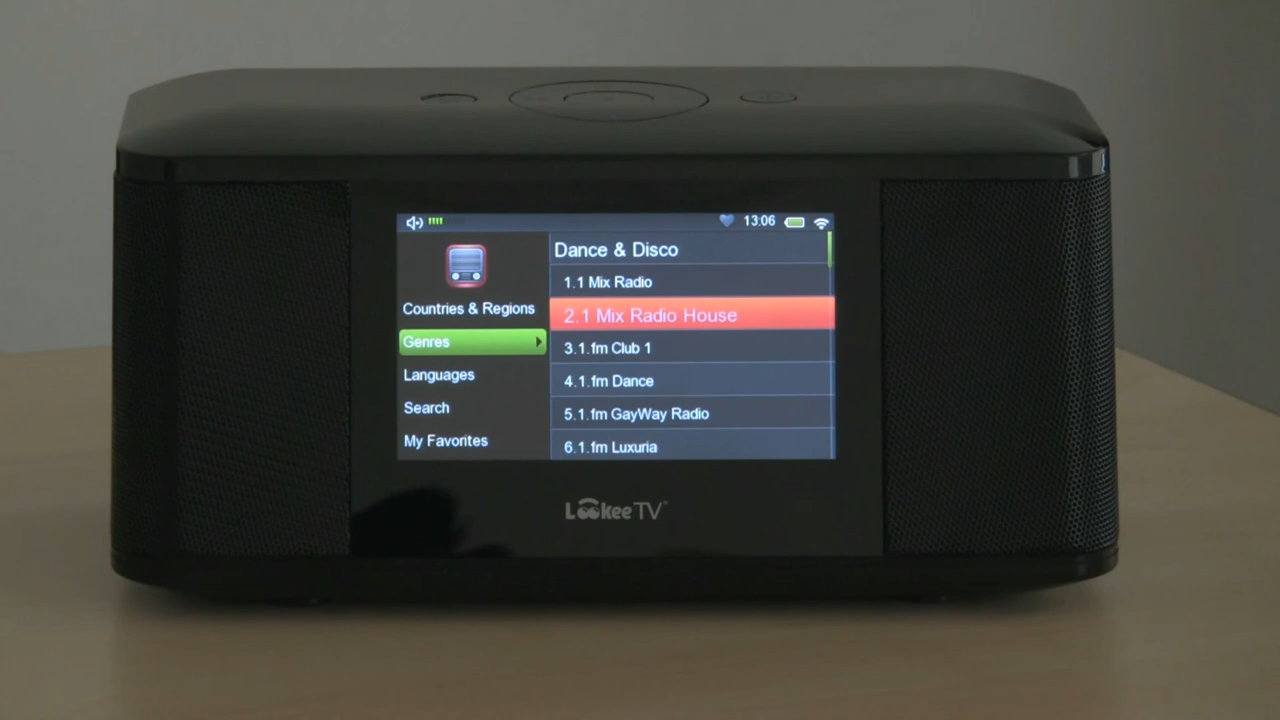 13:06
Countries & Regions
Genres
Languages
Search
My Favorites
Dance & Disco
1.1 Mix Radio
2.1 Mix Radio House
3.1.fm Club 1
4.1.fm Dance
5.1.fm GayWay Radio
6.1.fm Luxuria
LookeeTV